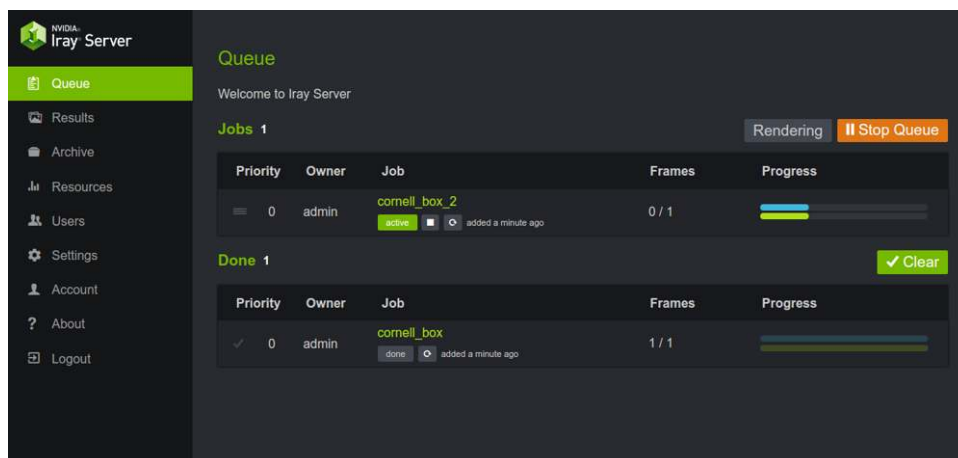 NVIDIA.
Iray Server
Queue
Results
Archive
Resources
Users
Settings
Account
? About
Logout
Queue
Welcome to Iray Server
Jobs 1
Rendering
Stop Queue
Priority Owner Job Frames Progress
cornell_box_2
0 admin 0 / 1
active added a minute ago
Done 1
Clear
Priority Owner Job Frames Progress
cornell_box
0 admin 1 / 1
done added a minute ago